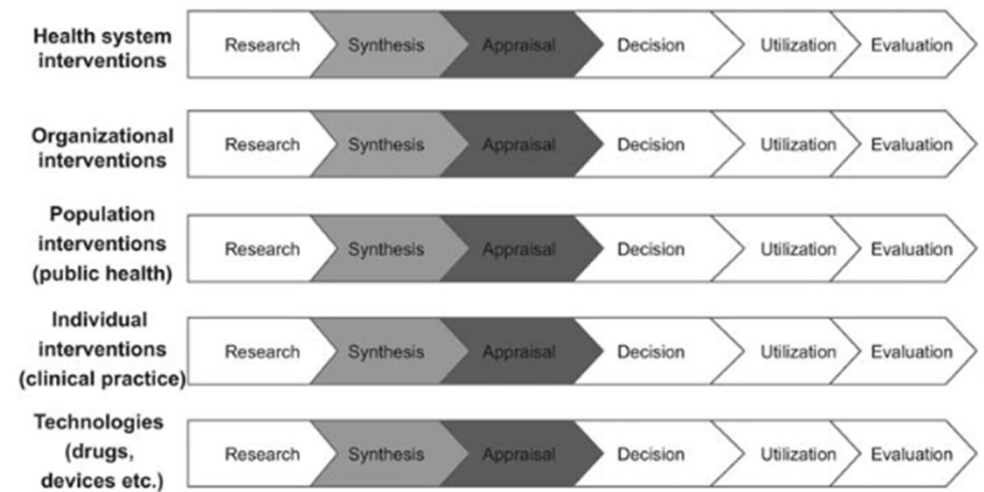 Health system
interventions
Research Synthesis Appraisal Decision Utilization Evaluation
Organizational
interventions
Research Synthesis Appraisal Decision Utilization Evaluation
Population
interventions
(public health)
Research Synthesis Appraisal Decision Utilization Evaluation
Individual
interventions
(clinical practice)
Research Synthesis Appraisal Decision Utilization Evaluation
Technologies
(drugs,
devices etc.)
Research Synthesis Appraisal Decision Utilization Evaluation